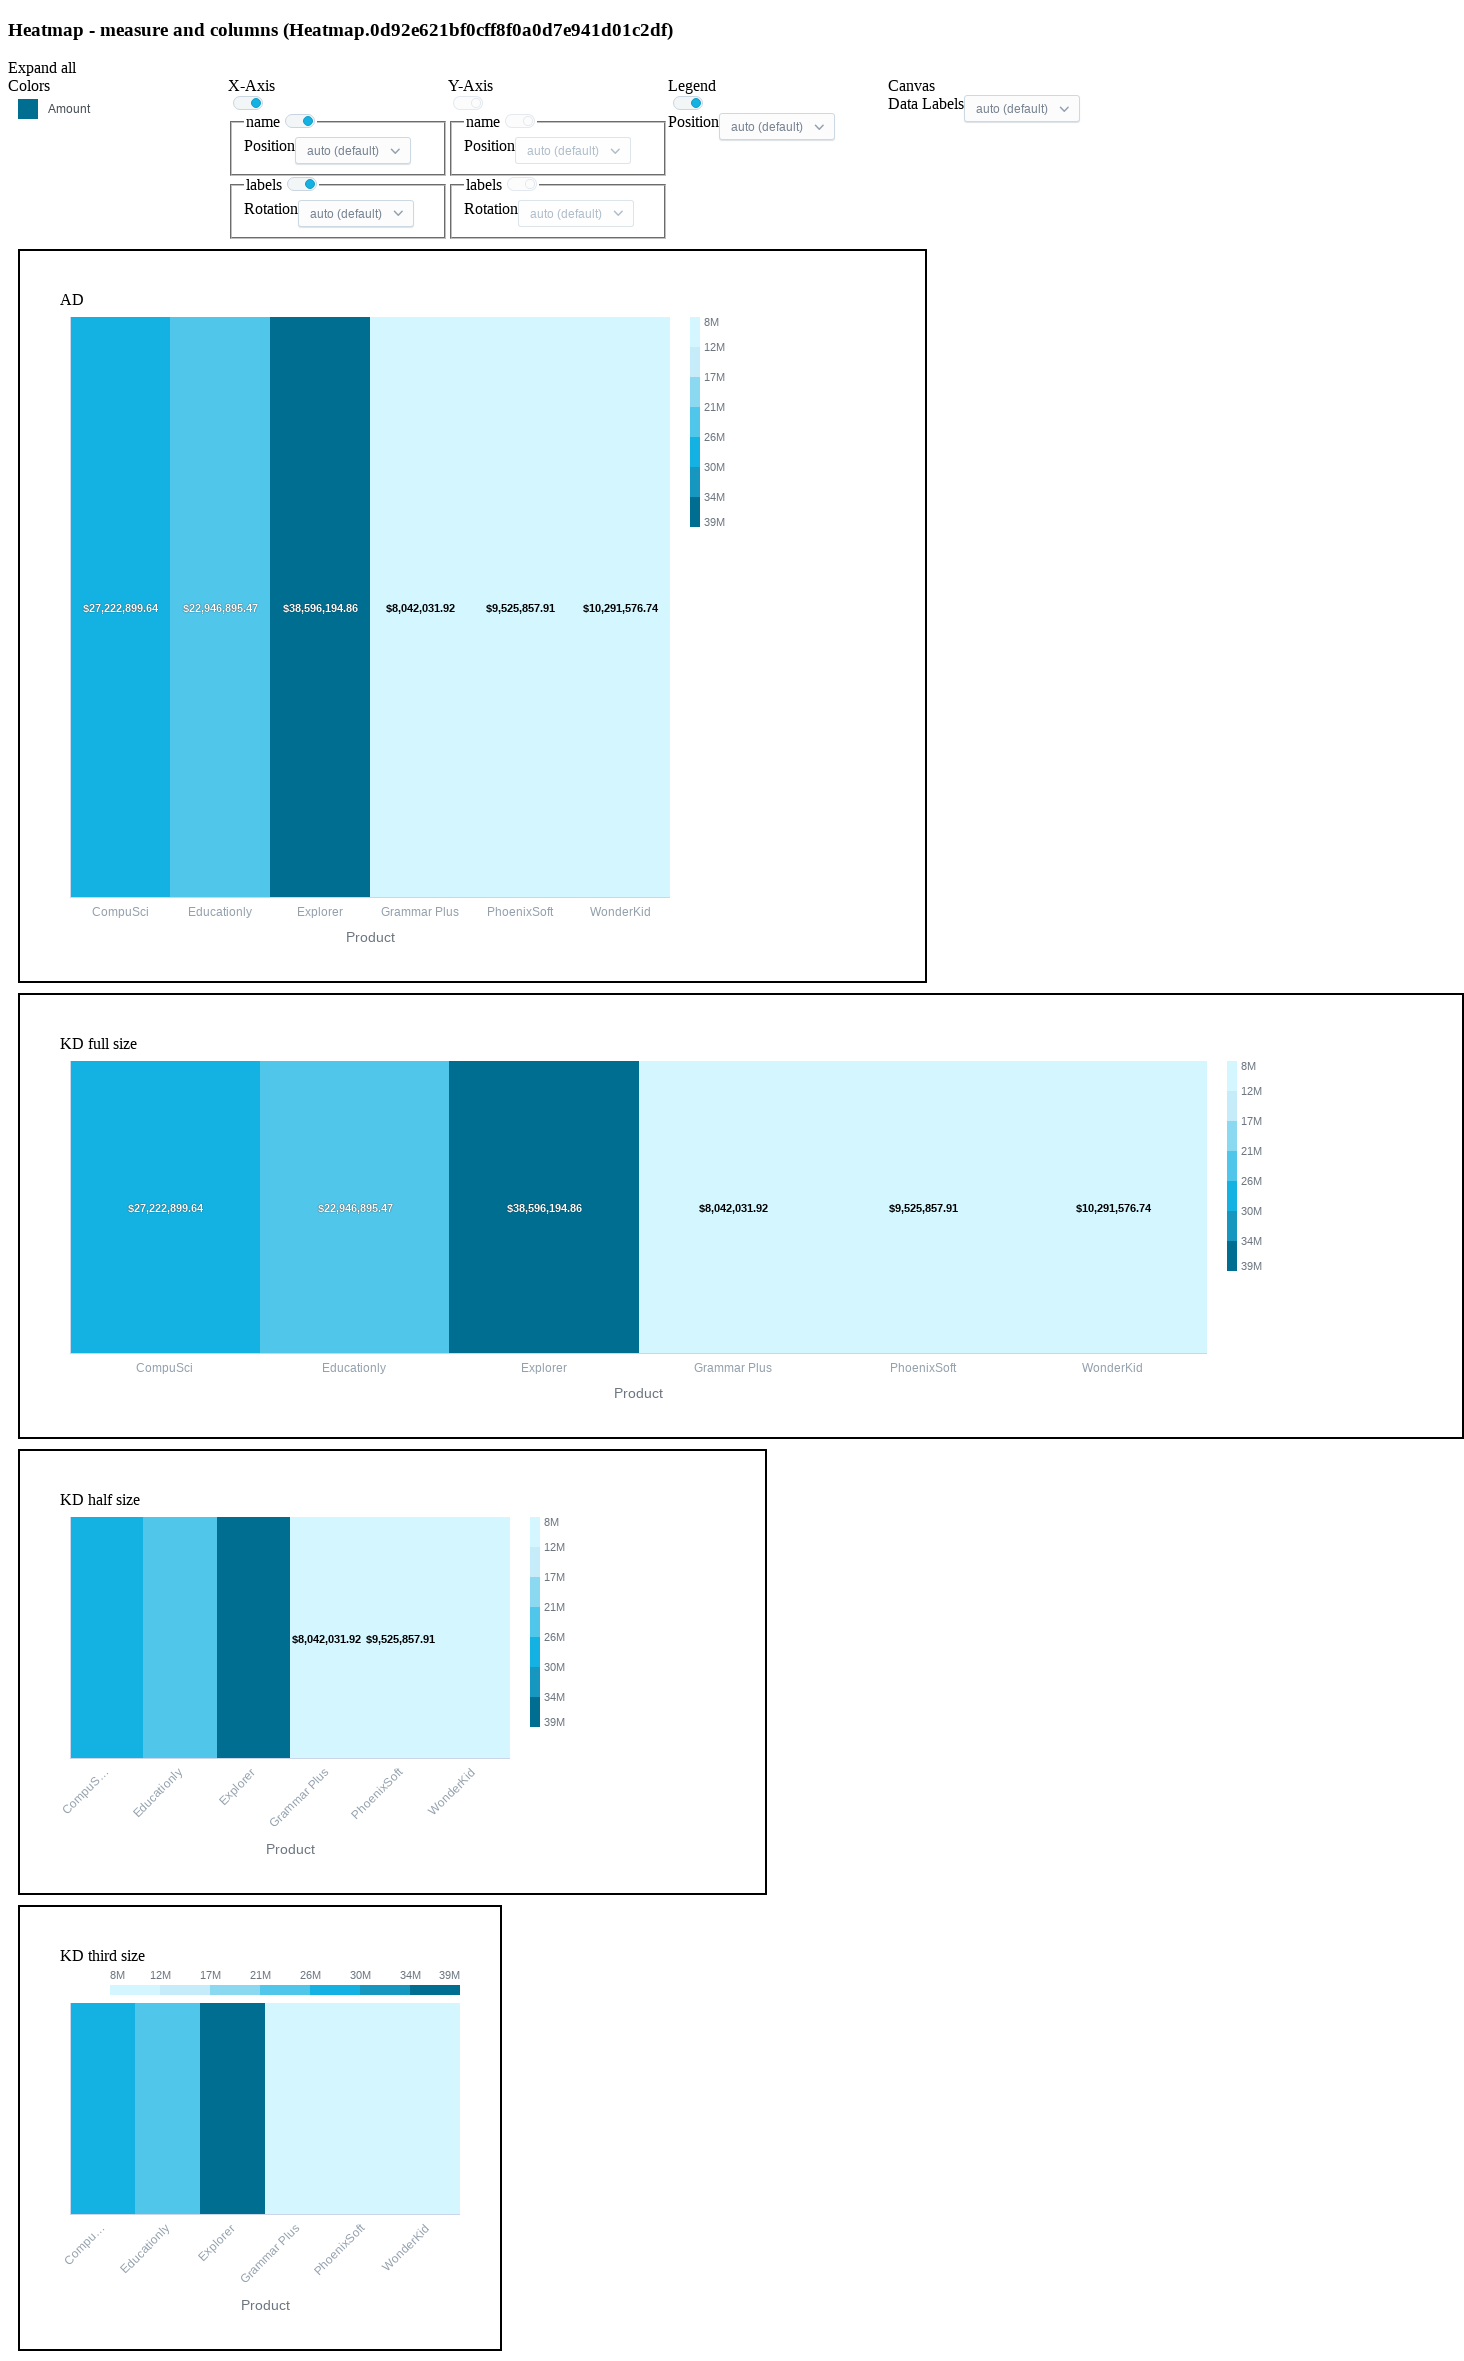 Heatmap - measure and columns (Heatmap.0d92e621bf0cff8f0a0d7e941d01c2df)
Expand all
Colors
Amount
X-Axis
name
Position auto (default)
labels
Rotation auto (default)
Y-Axis
name
Position auto (default)
labels
Rotation auto (default)
Legend
Position auto (default)
Canvas
Data Labels auto (default)
AD
$27,222,899.64 $22,946,895.47 $38,596,194.86 $8,042,031.92 $9,525,857.91 $10,291,576.74
CompuSci Educationly Explorer Grammar Plus PhoenixSoft WonderKid
Product
8M
12M
17M
21M
26M
30M
34M
39M
KD full size
$27,222,899.64 $22,946,895.47 $38,596,194.86 $8,042,031.92 $9,525,857.91 $10,291,576.74
CompuSci Educationly Explorer Grammar Plus PhoenixSoft WonderKid
Product
8M
12M
17M
21M
26M
30M
34M
39M
KD half size
$8,042,031.92 $9,525,857.91
CompuS… Educationly Explorer Grammar Plus PhoenixSoft WonderKid
Product
8M
12M
17M
21M
26M
30M
34M
39M
KD third size
8M 12M 17M 21M 26M 30M 34M 39M
Compu… Educationly Explorer Grammar Plus PhoenixSoft WonderKid
Product